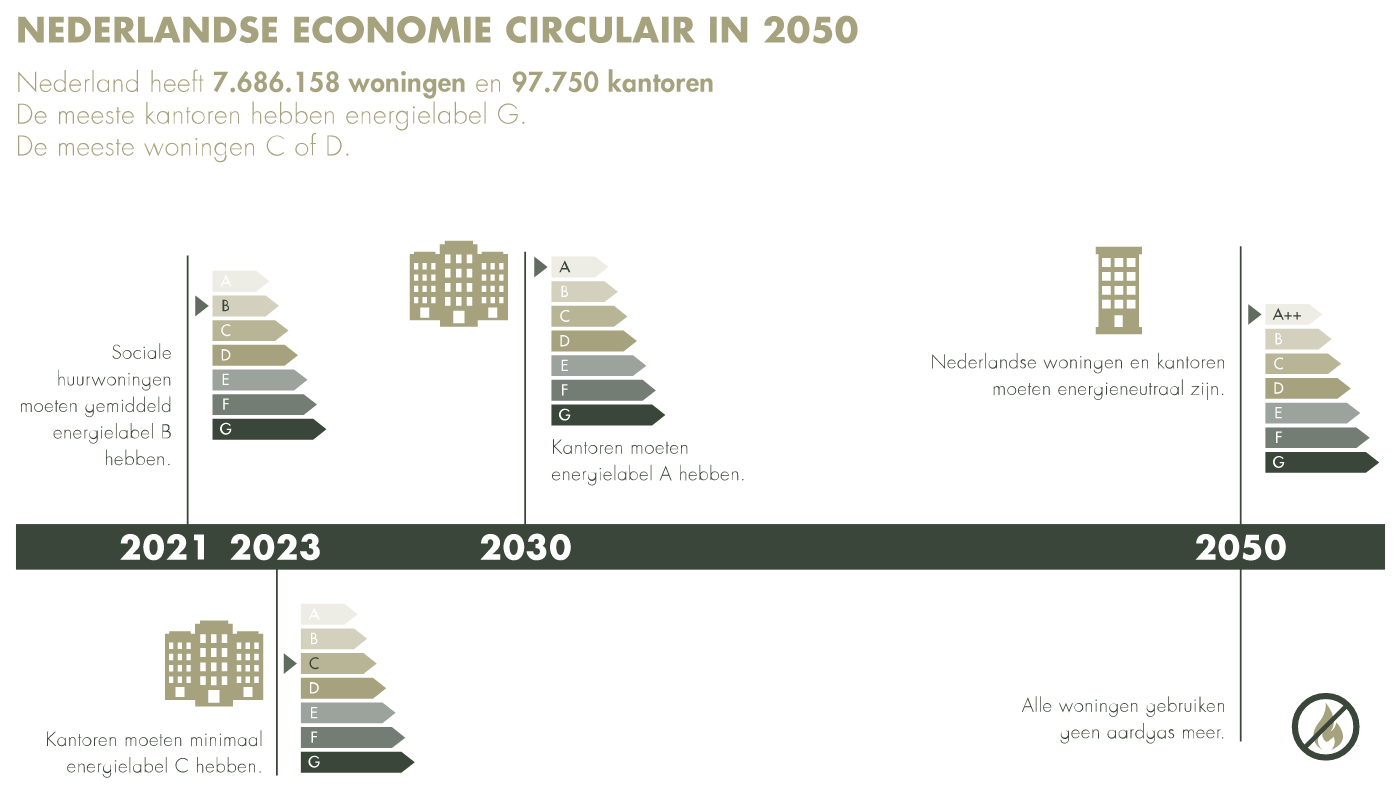 NEDERLANDSE ECONOMIE CIRCULAIR IN 2050
Nederland heeft 7.686.158 woningen en 97.750 kantoren
De meeste kantoren hebben energielabel G.
De meeste woningen C of D.
Sociale
huurwoningen
moeten gemiddeld
energielabel B
hebben.
A
B
C
D
E
F
G
A
B
C
D
E
F
G
Kantoren moeten
energielabel A hebben.
Nederlandse woningen en kantoren
moeten energieneutraal zijn.
A++
B
C
D
E
F
G
2021 2023 2030 2050
Kantoren moeten minimaal
energielabel C hebben.
A
B
C
D
E
F
G
Alle woningen gebruiken
geen aardgas meer.